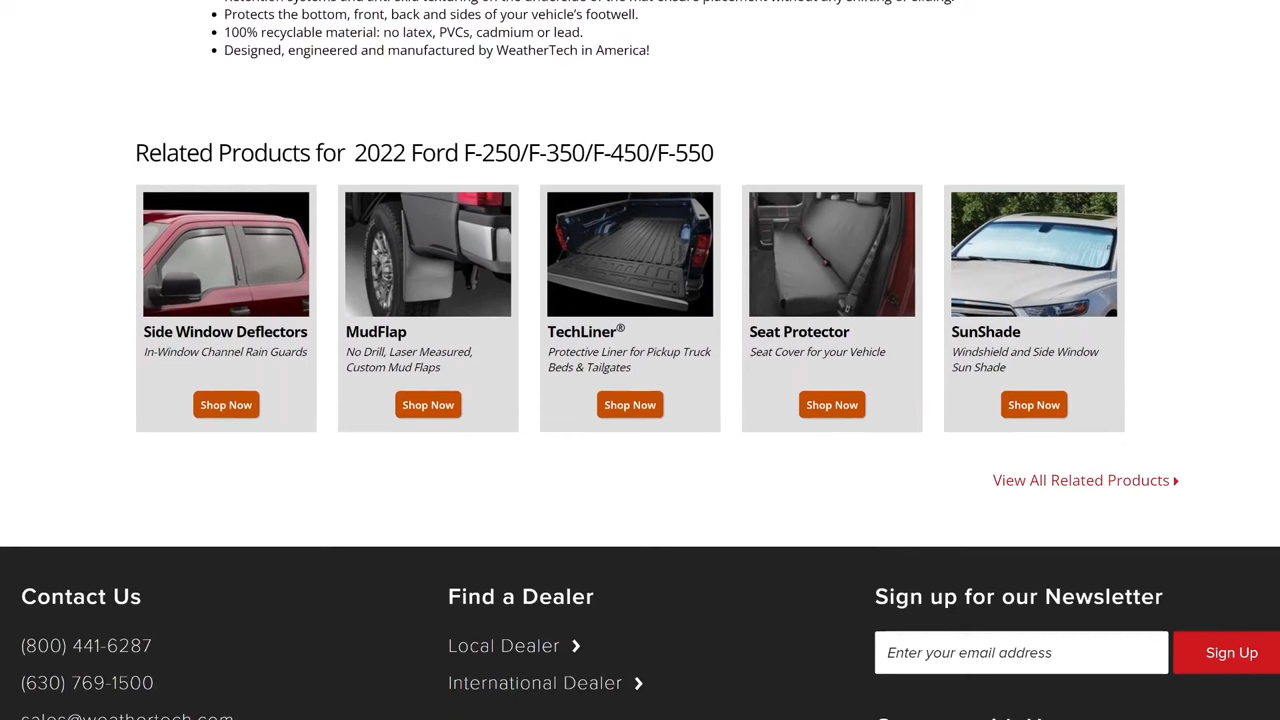 Protects the bottom, front, back and sides of your vehicle’s footwell.
100% recyclable material: no latex, PVCs, cadmium or lead.
Designed, engineered and manufactured by WeatherTech in America!
Related Products for 2022 Ford F-250/F-350/F-450/F-550
Side Window Deflectors
In-Window Channel Rain Guards
Shop Now
MudFlap
No Drill, Laser Measured,
Custom Mud Flaps
Shop Now
TechLiner®
Protective Liner for Pickup Truck
Beds & Tailgates
Shop Now
Seat Protector
Seat Cover for your Vehicle
Shop Now
SunShade
Windshield and Side Window
Sun Shade
Shop Now
View All Related Products
Contact Us
(800) 441-6287
(630) 769-1500
sales@weathertech.com
Find a Dealer
Local Dealer
International Dealer
Sign up for our Newsletter
Enter your email address
Sign Up